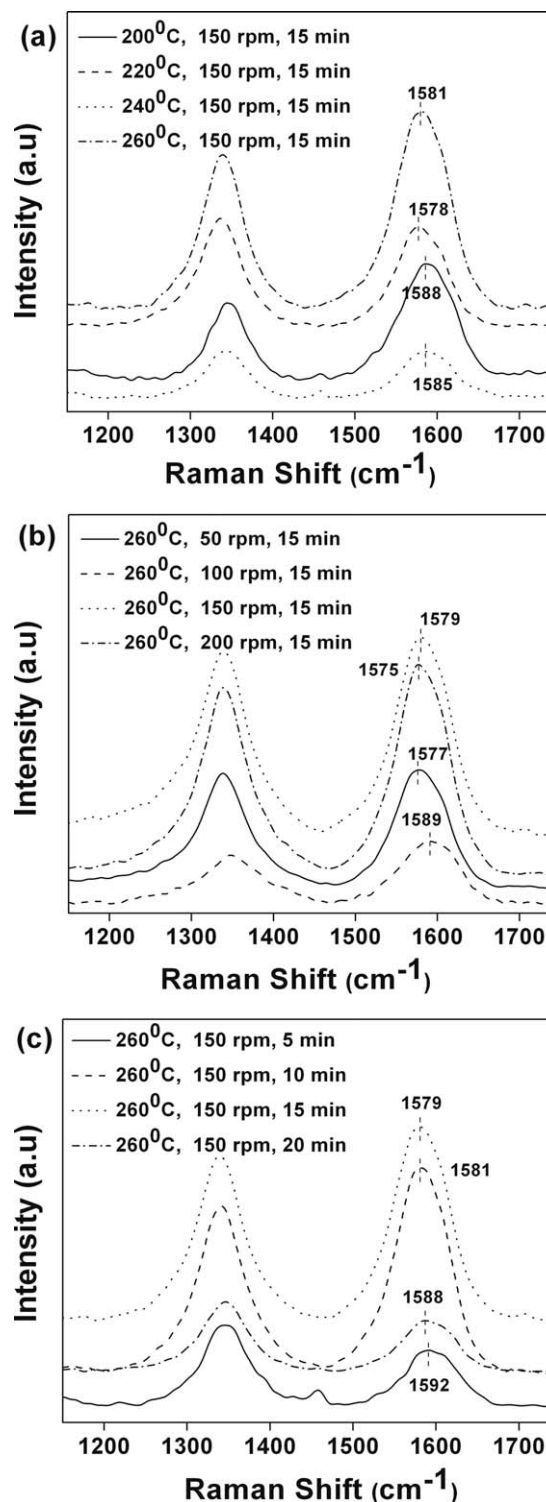 (a)
200⁰C, 150 rpm, 15 min
220⁰C, 150 rpm, 15 min
240⁰C, 150 rpm, 15 min
260⁰C, 150 rpm, 15 min
1581
1578
1588
1585
Intensity (a.u)
1200 1300 1400 1500 1600 1700
Raman Shift (cm⁻¹)
(b)
260⁰C, 50 rpm, 15 min
260⁰C, 100 rpm, 15 min
260⁰C, 150 rpm, 15 min
260⁰C, 200 rpm, 15 min
1579
1575
1577
1589
Intensity (a.u)
1200 1300 1400 1500 1600 1700
Raman Shift (cm⁻¹)
(c)
260⁰C, 150 rpm, 5 min
260⁰C, 150 rpm, 10 min
260⁰C, 150 rpm, 15 min
260⁰C, 150 rpm, 20 min
1579
1581
1588
1592
Intensity (a.u)
1200 1300 1400 1500 1600 1700
Raman Shift (cm⁻¹)